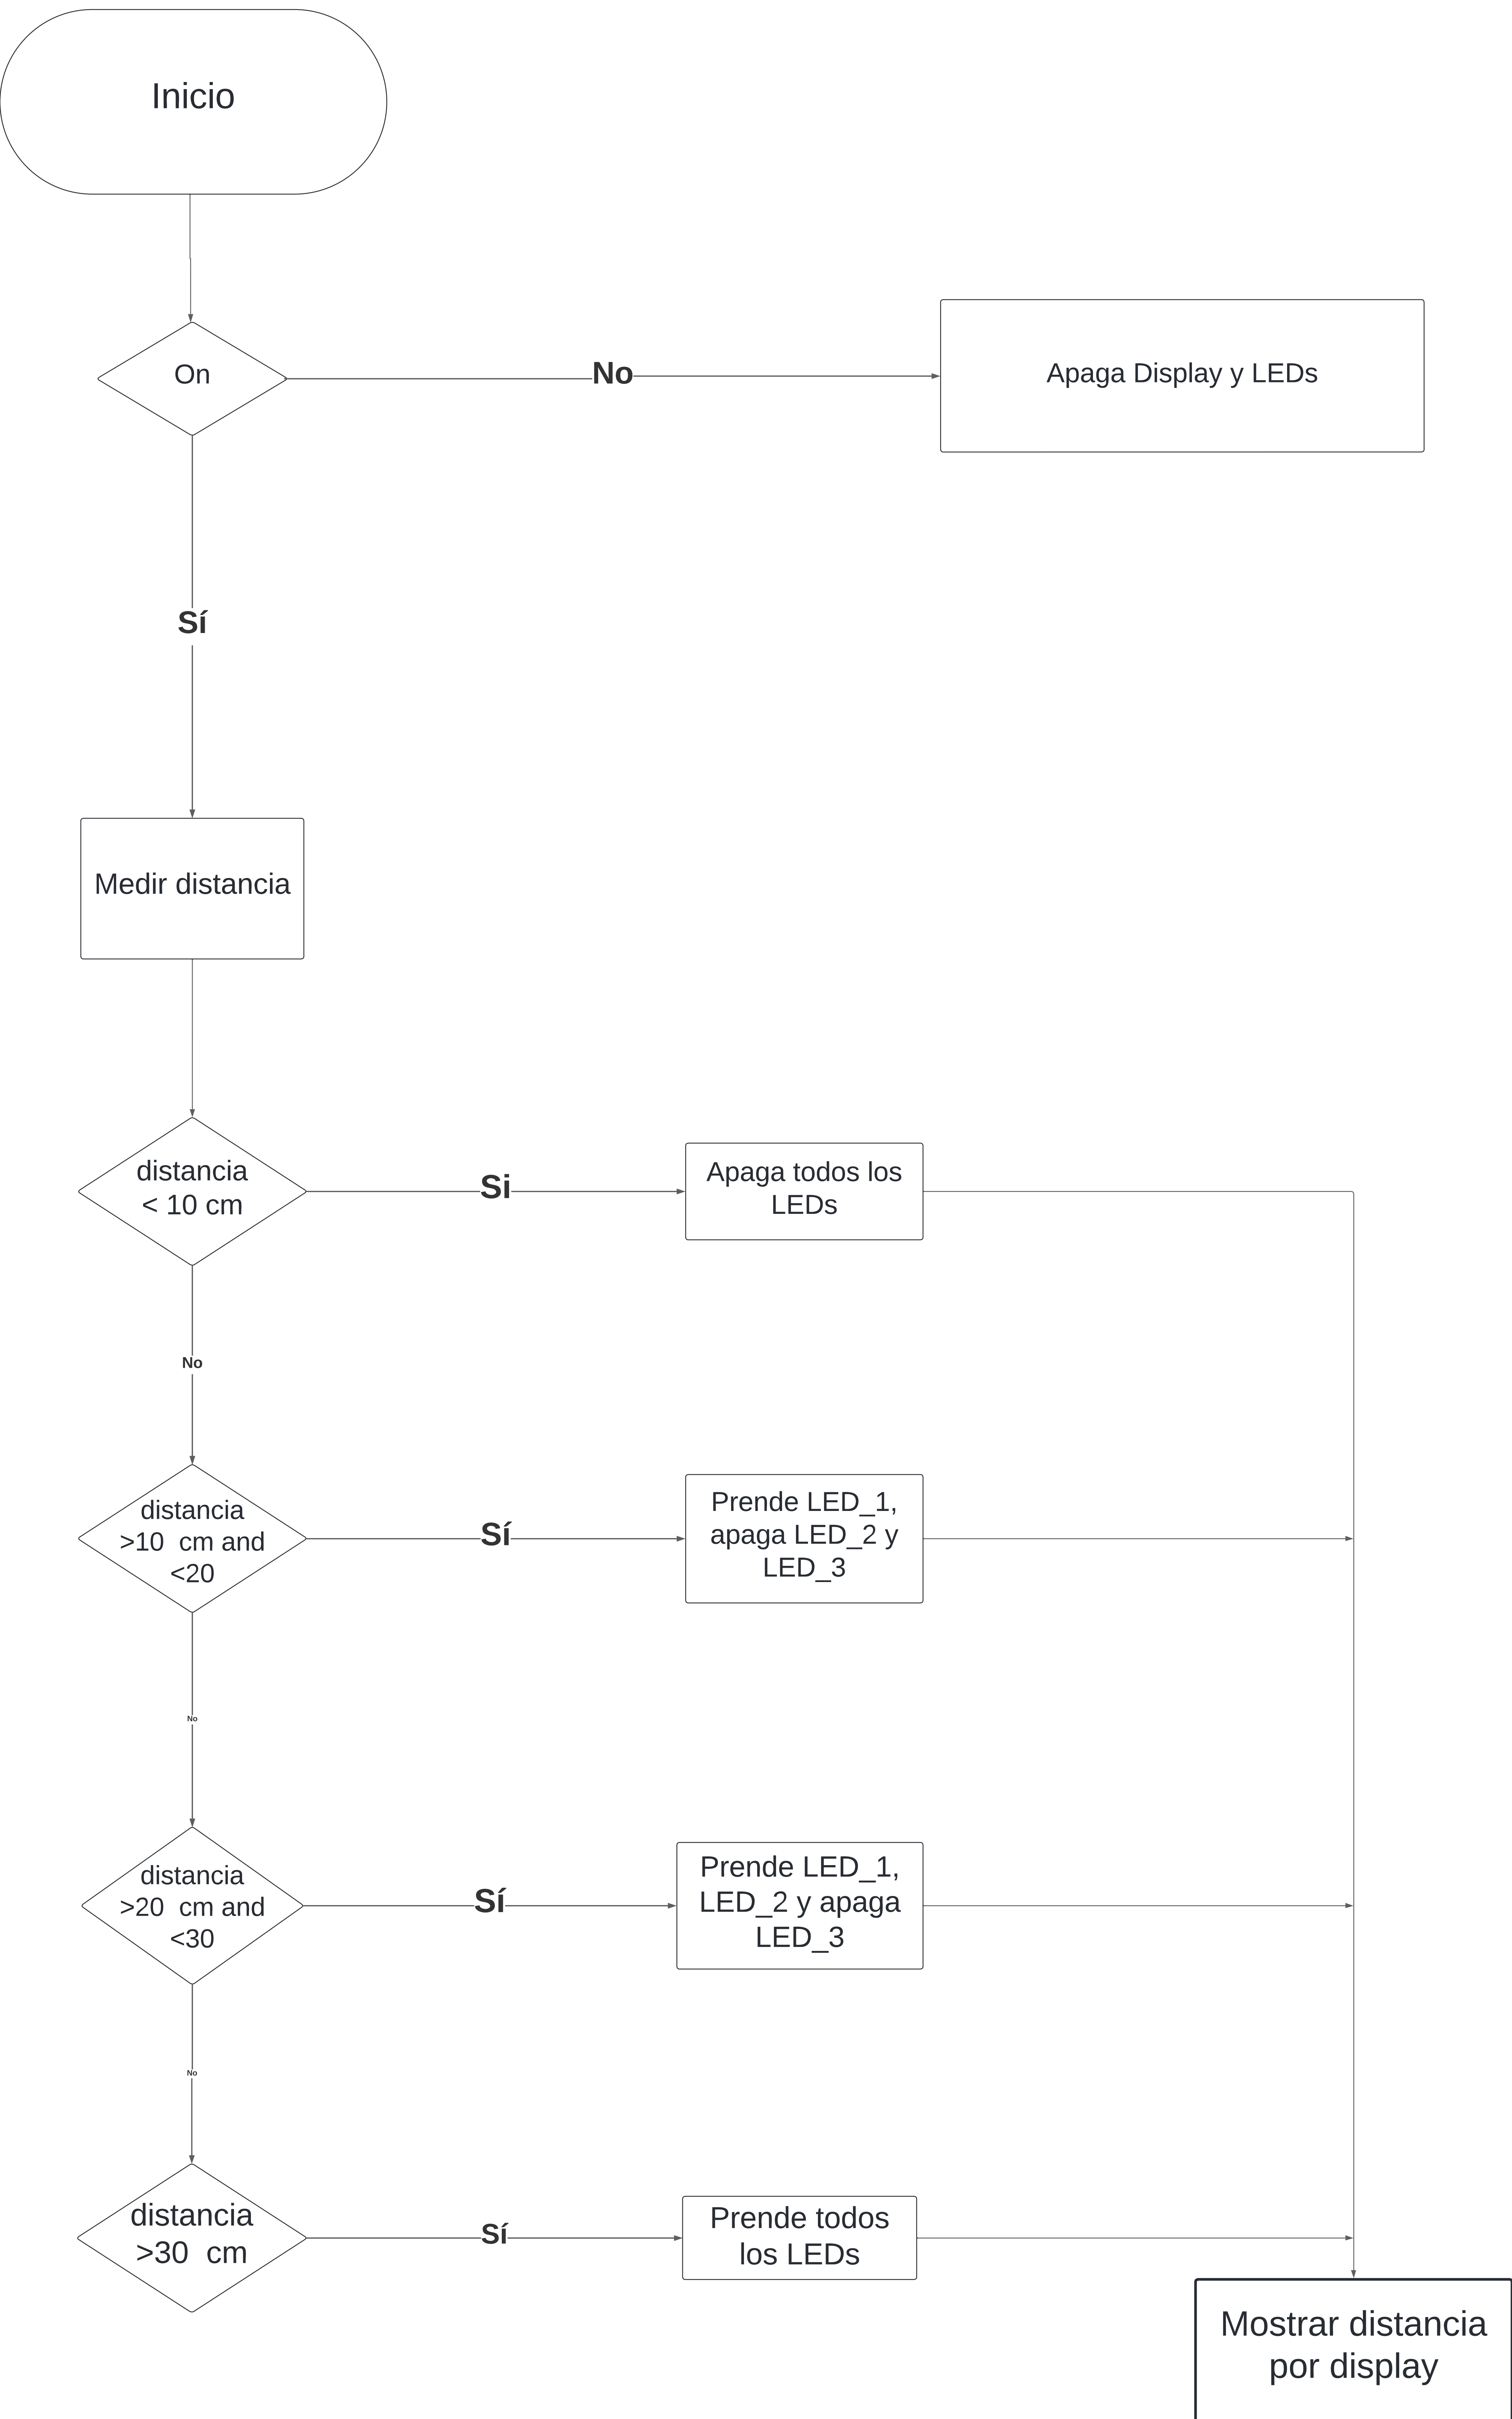 Inicio
On
No
Apaga Display y LEDs
Sí
Medir distancia
distancia
< 10 cm
Si
Apaga todos los
LEDs
No
distancia
>10  cm and
<20
Sí
Prende LED_1,
apaga LED_2 y
LED_3
No
distancia
>20  cm and
<30
Sí
Prende LED_1,
LED_2 y apaga
LED_3
No
distancia
>30  cm
Sí
Prende todos
los LEDs
Mostrar distancia
por display